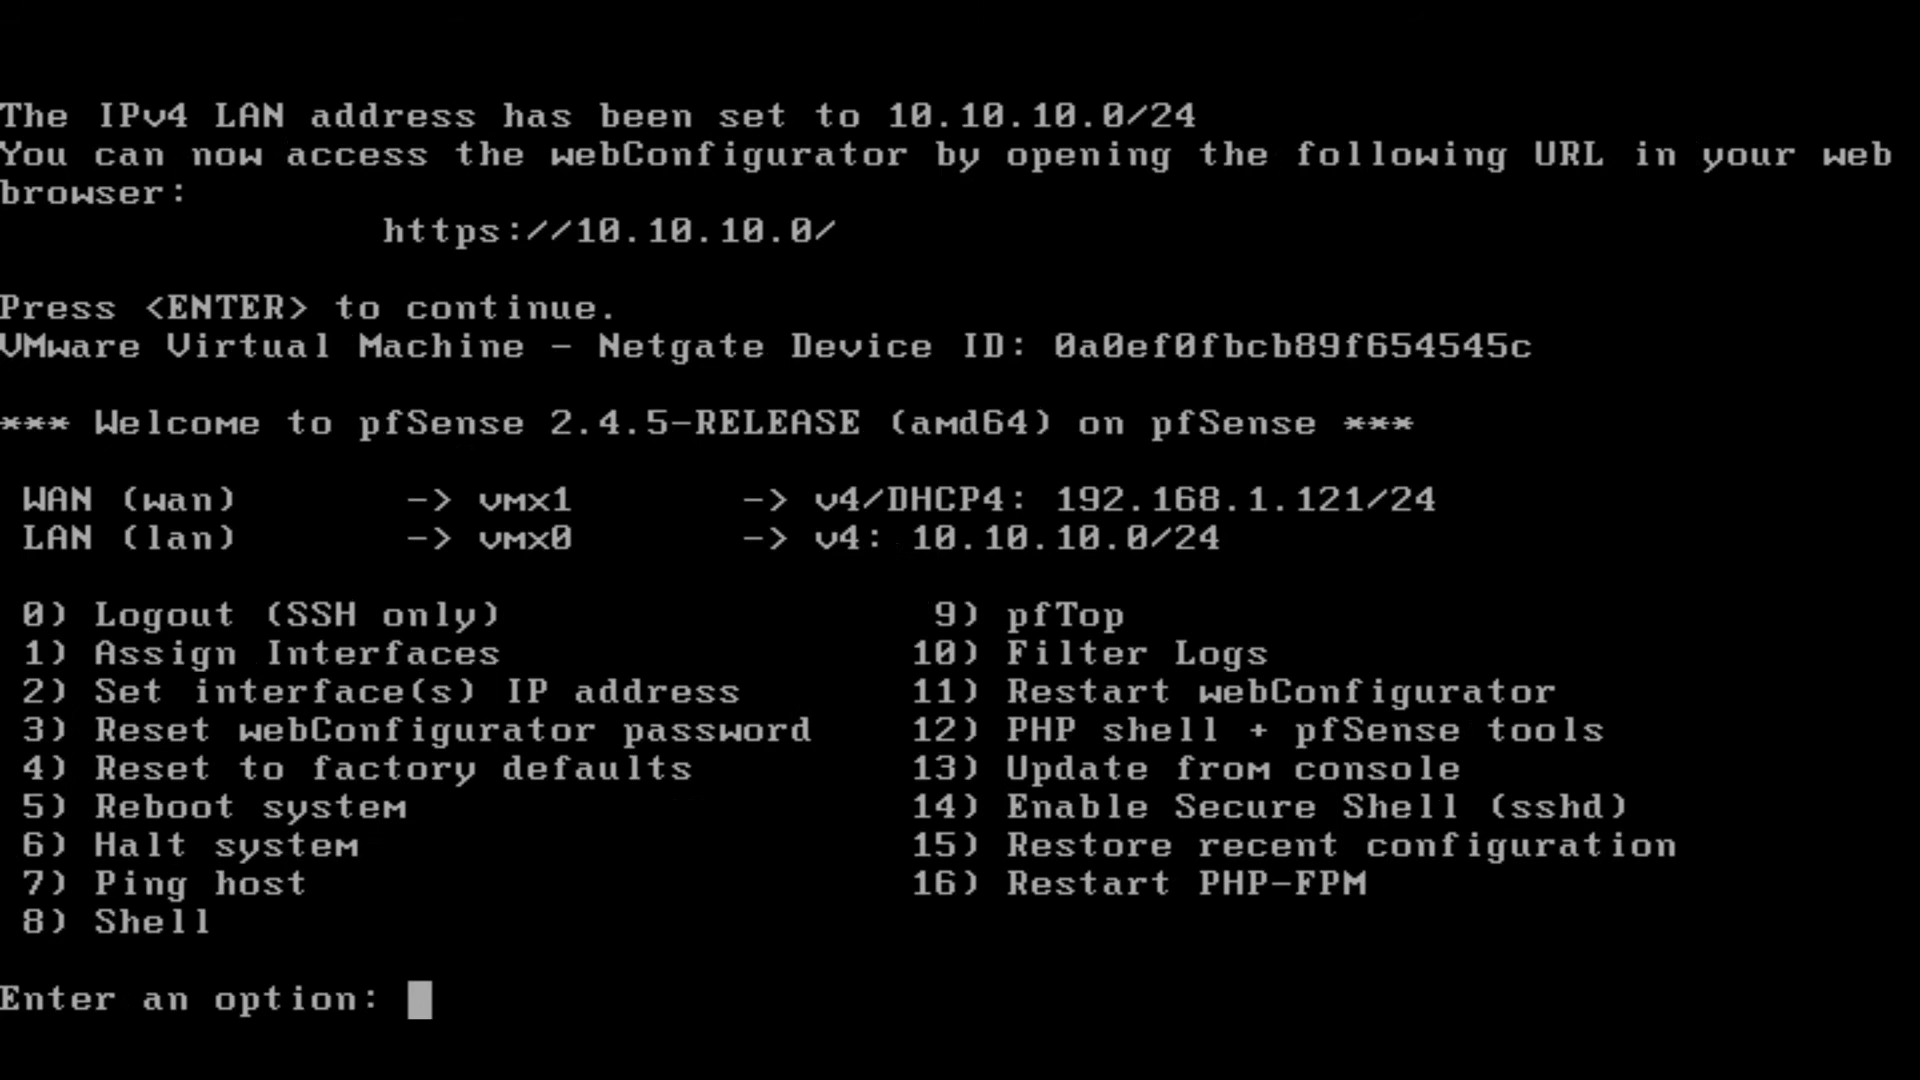 The IPv4 LAN address has been set to 10.10.10.0/24
You can now access the webConfigurator by opening the following URL in your web
browser:
https://10.10.10.0/
Press <ENTER> to continue.
VMware Virtual Machine - Netgate Device ID: 0a0ef0fbcb89f654545c
*** Welcome to pfSense 2.4.5-RELEASE (amd64) on pfSense ***
WAN (wan) -> vmx1 -> v4/DHCP4: 192.168.1.121/24
LAN (lan) -> vmx0 -> v4: 10.10.10.0/24
0) Logout (SSH only) 9) pfTop
1) Assign Interfaces 10) Filter Logs
2) Set interface(s) IP address 11) Restart webConfigurator
3) Reset webConfigurator password 12) PHP shell + pfSense tools
4) Reset to factory defaults 13) Update from console
5) Reboot system 14) Enable Secure Shell (sshd)
6) Halt system 15) Restore recent configuration
7) Ping host 16) Restart PHP-FPM
8) Shell
Enter an option: